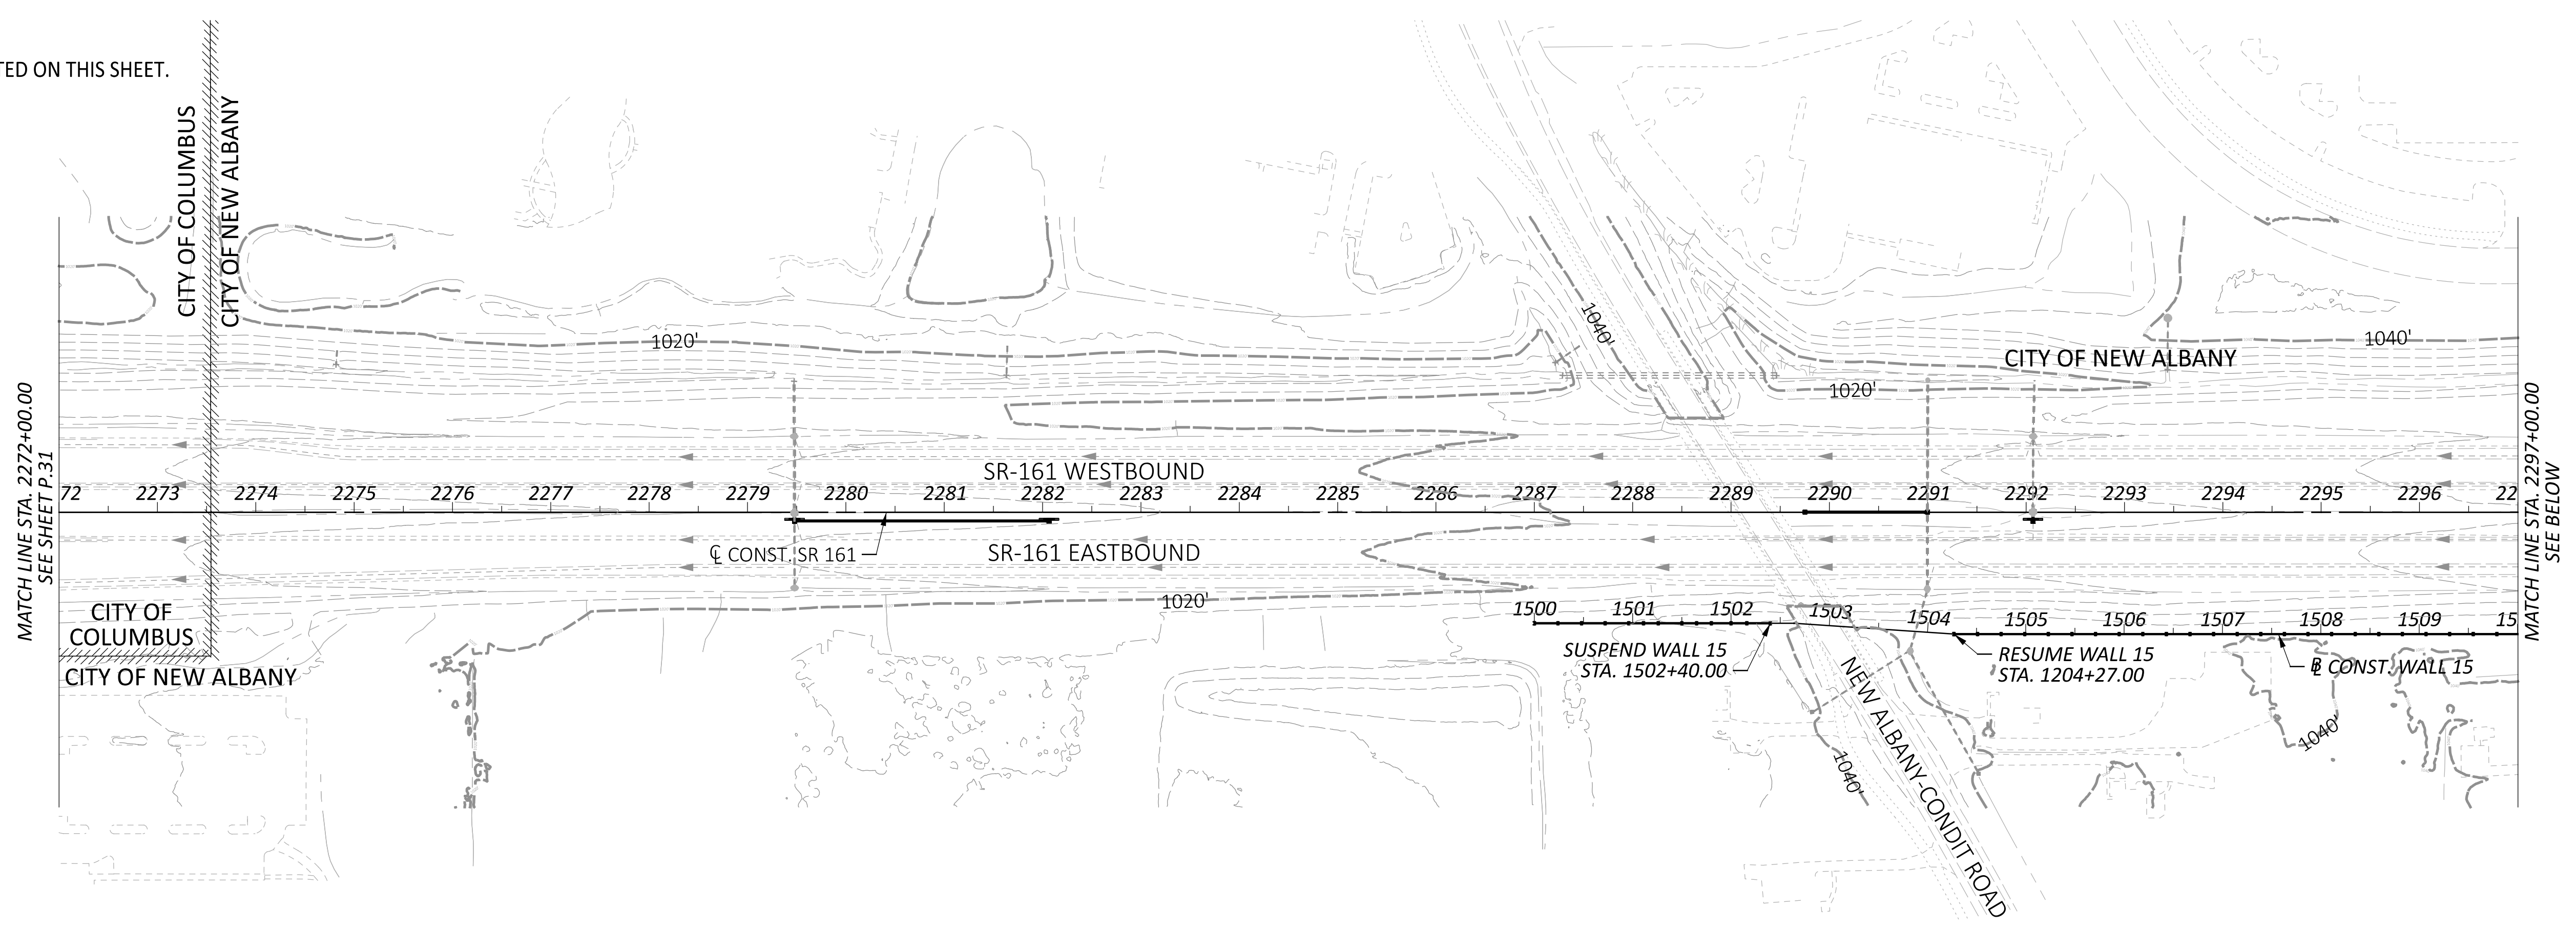 TED ON THIS SHEET.
CITY OF COLUMBUS
CITY OF NEW ALBANY
1040'
1020'
1040'
CITY OF NEW ALBANY
1020'
MATCH LINE STA. 2272+00.00
SEE SHEET P.31
SR-161 WESTBOUND
72 2273 2274 2275 2276 2277 2278 2279 2280 2281 2282 2283 2284 2285 2286 2287 2288 2289 2290 2291 2292 2293 2294 2295 2296 22
MATCH LINE STA. 2297+00.00
SEE BELOW
℄ CONST. SR 161
SR-161 EASTBOUND
1020'
CITY OF
COLUMBUS
CITY OF NEW ALBANY
1500 1501 1502 1503 1504 1505 1506 1507 1508 1509 15
SUSPEND WALL 15
STA. 1502+40.00
RESUME WALL 15
STA. 1204+27.00
CONST. WALL 15
NEW ALBANY-CONDIT ROAD
1040'
1040'